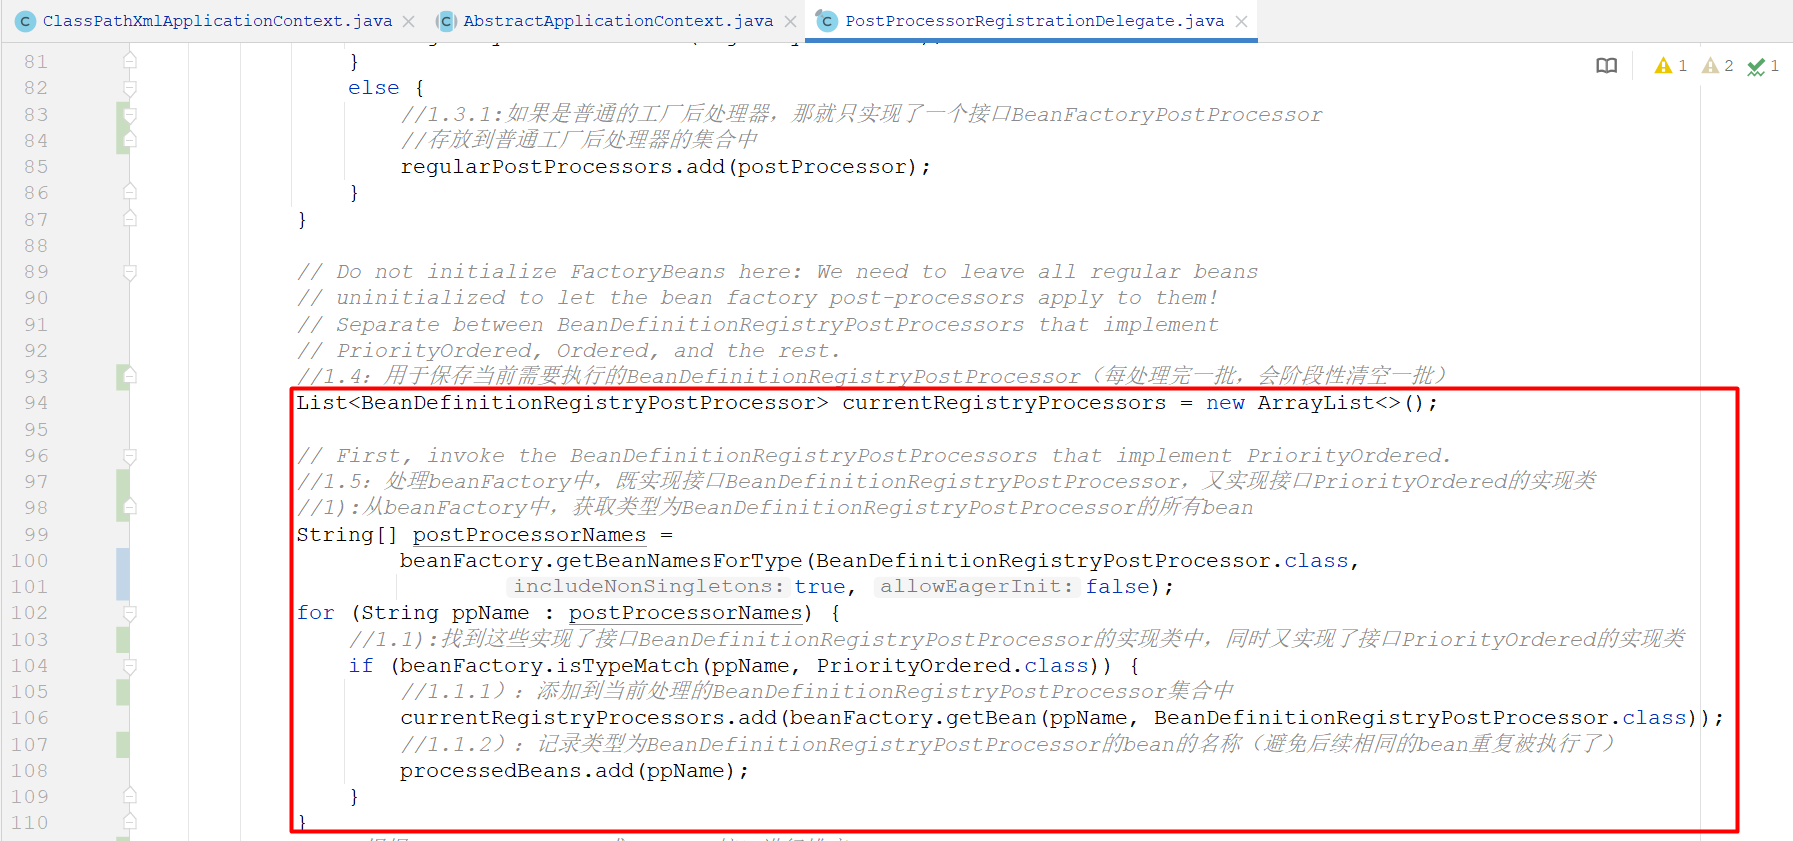 ClassPathXmlApplicationContext.java AbstractApplicationContext.java PostProcessorRegistrationDelegate.java
1 2 1
81 }
82 else {
83 //1.3.1:如果是普通的工厂后处理器，那就只实现了一个接口BeanFactoryPostProcessor
84 //存放到普通工厂后处理器的集合中
85 regularPostProcessors.add(postProcessor);
86 }
87 }
88
89 // Do not initialize FactoryBeans here: We need to leave all regular beans
90 // uninitialized to let the bean factory post-processors apply to them!
91 // Separate between BeanDefinitionRegistryPostProcessors that implement
92 // PriorityOrdered, Ordered, and the rest.
93 //1.4：用于保存当前需要执行的BeanDefinitionRegistryPostProcessor（每处理完一批，会阶段性清空一批）
94 List<BeanDefinitionRegistryPostProcessor> currentRegistryProcessors = new ArrayList<>();
95
96 // First, invoke the BeanDefinitionRegistryPostProcessors that implement PriorityOrdered.
97 //1.5：处理beanFactory中，既实现接口BeanDefinitionRegistryPostProcessor，又实现接口PriorityOrdered的实现类
98 //1):从beanFactory中，获取类型为BeanDefinitionRegistryPostProcessor的所有bean
99 String[] postProcessorNames =
100 beanFactory.getBeanNamesForType(BeanDefinitionRegistryPostProcessor.class,
101 includeNonSingletons: true, allowEagerInit: false);
102 for (String ppName : postProcessorNames) {
103 //1.1):找到这些实现了接口BeanDefinitionRegistryPostProcessor的实现类中，同时又实现了接口PriorityOrdered的实现类
104 if (beanFactory.isTypeMatch(ppName, PriorityOrdered.class)) {
105 //1.1.1）：添加到当前处理的BeanDefinitionRegistryPostProcessor集合中
106 currentRegistryProcessors.add(beanFactory.getBean(ppName, BeanDefinitionRegistryPostProcessor.class));
107 //1.1.2）：记录类型为BeanDefinitionRegistryPostProcessor的bean的名称（避免后续相同的bean重复被执行了）
108 processedBeans.add(ppName);
109 }
110 }